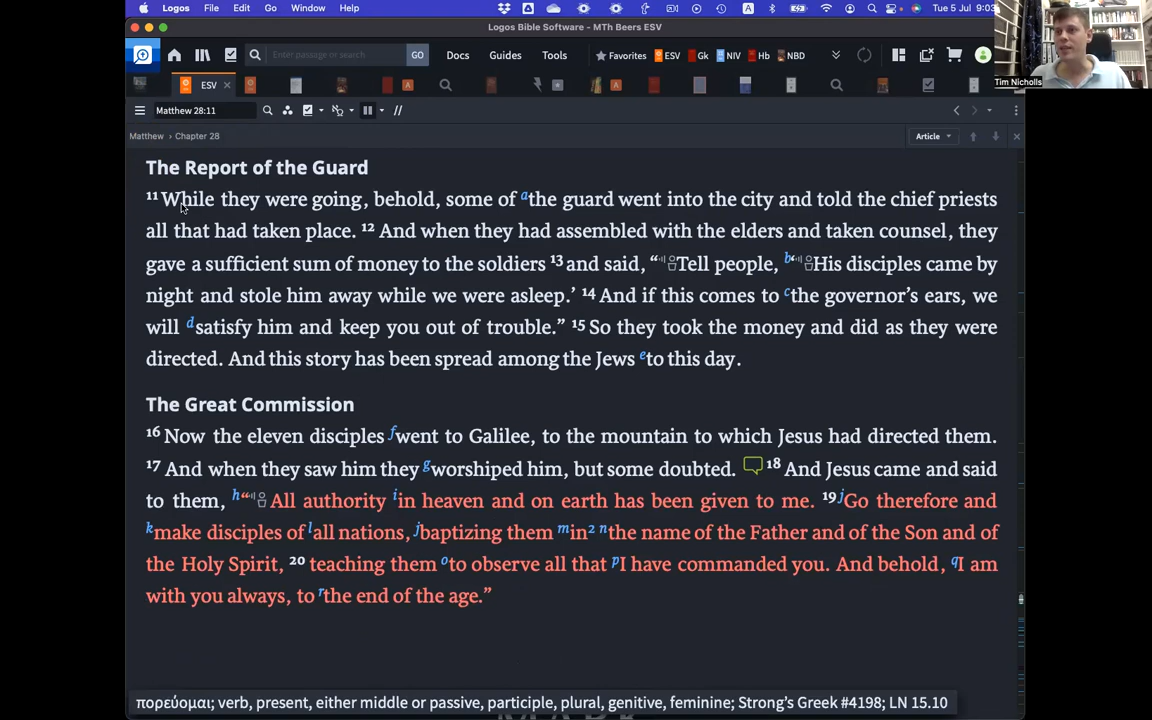 Logos File Edit Go Window Help Tue 5 Jul 9:03
Logos Bible Software - MTh Beers ESV
Enter passage or search GO Docs Guides Tools Favorites ESV Gk NIV Hb NBD
ESV
Tim Nicholls
Matthew 28:11
Matthew › Chapter 28 Article
The Report of the Guard
11 While they were going, behold, some of a the guard went into the city and told the chief priests
all that had taken place. 12 And when they had assembled with the elders and taken counsel, they
gave a sufficient sum of money to the soldiers 13 and said, “Tell people, b ‘His disciples came by
night and stole him away while we were asleep.’ 14 And if this comes to c the governor’s ears, we
will d satisfy him and keep you out of trouble.” 15 So they took the money and did as they were
directed. And this story has been spread among the Jews e to this day.
The Great Commission
16 Now the eleven disciples f went to Galilee, to the mountain to which Jesus had directed them.
17 And when they saw him they g worshiped him, but some doubted. 18 And Jesus came and said
to them, h “All authority i in heaven and on earth has been given to me. 19 j Go therefore and
k make disciples of l all nations, j baptizing them m in 2 n the name of the Father and of the Son and of
the Holy Spirit, 20 teaching them o to observe all that p I have commanded you. And behold, q I am
with you always, to r the end of the age.”
πορεύομαι; verb, present, either middle or passive, participle, plural, genitive, feminine; Strong’s Greek #4198; LN 15.10